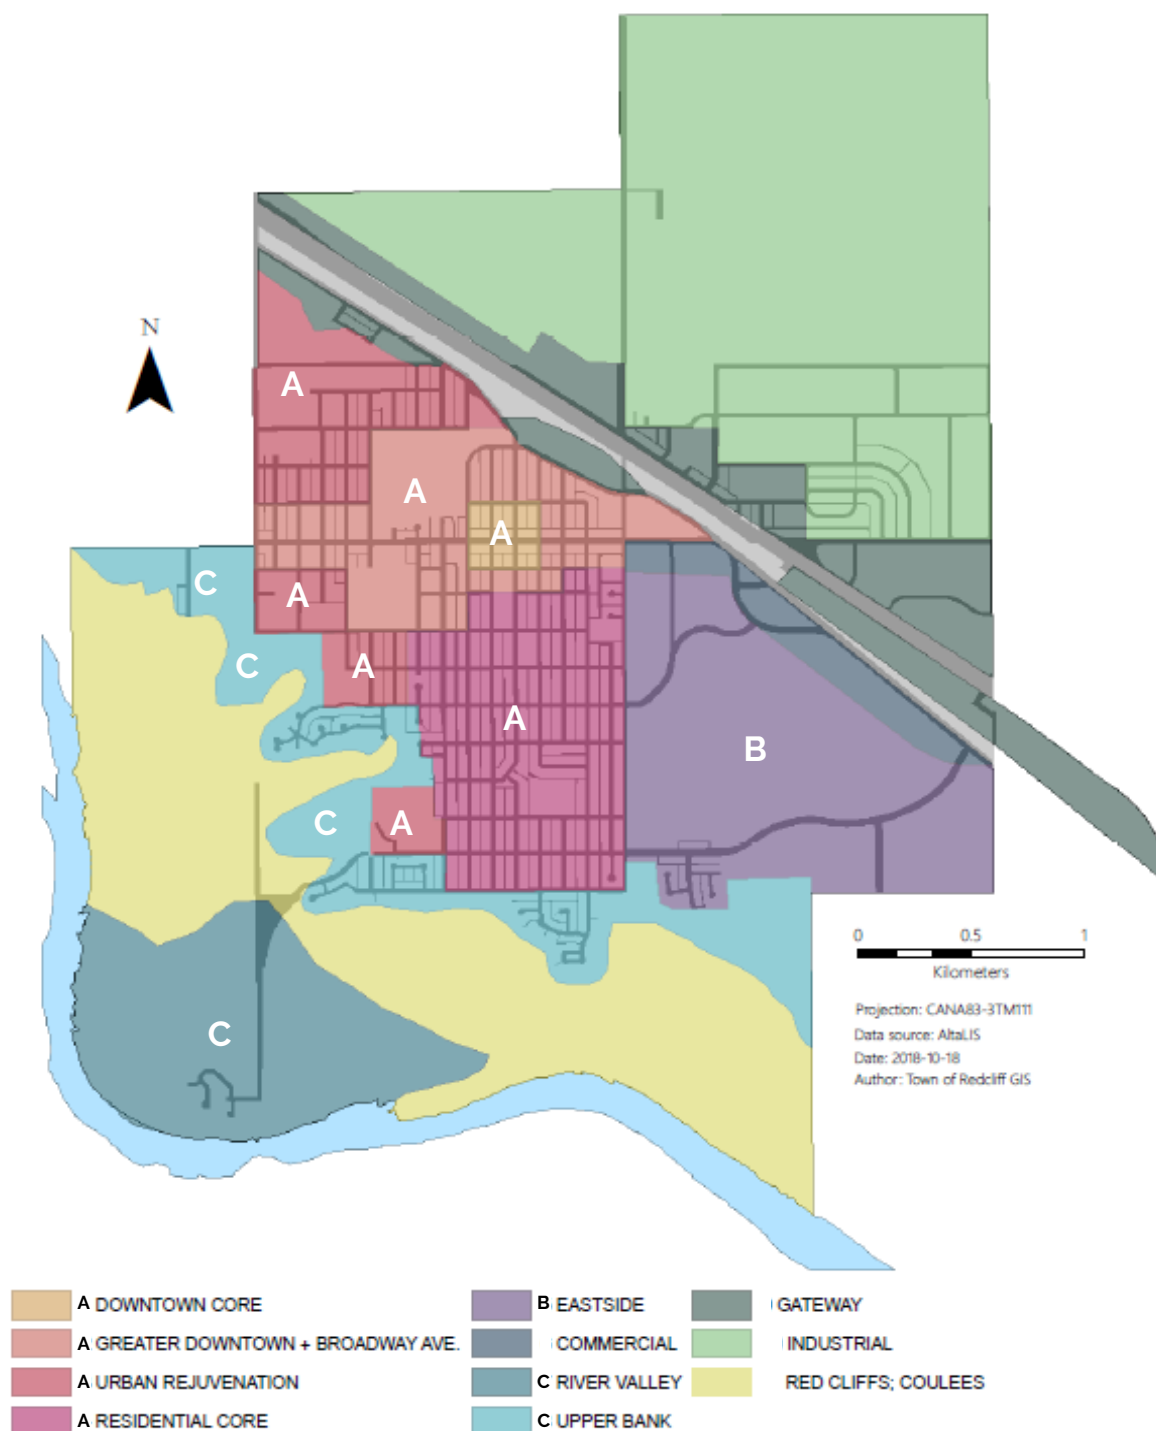 N
A
A
A
C
A
C
A
A
B
C
A
C
0 0.5 1
Kilometers
Projection: CANA83-3TM111
Data source: AltaLIS
Date: 2018-10-18
Author: Town of Redcliff GIS
A DOWNTOWN CORE
A GREATER DOWNTOWN + BROADWAY AVE.
A URBAN REJUVENATION
A RESIDENTIAL CORE
B EASTSIDE
COMMERCIAL
C RIVER VALLEY
C UPPER BANK
GATEWAY
INDUSTRIAL
RED CLIFFS; COULEES